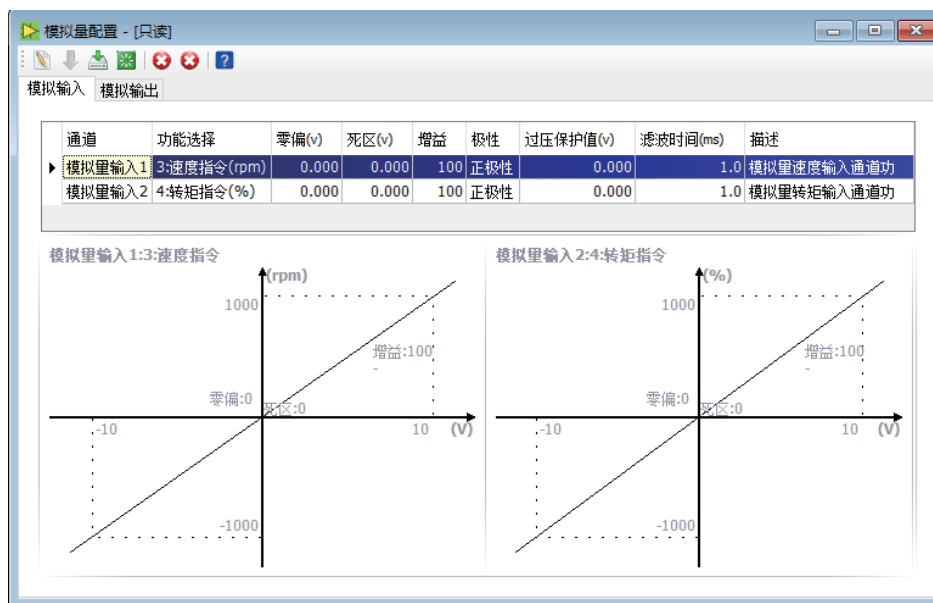 模拟量配置 - [只读]
模拟输入 模拟输出
通道 功能选择 零偏(v) 死区(v) 增益 极性 过压保护值(v) 滤波时间(ms) 描述
模拟量输入1 3:速度指令(rpm) 0.000 0.000 100 正极性 0.000 1.0 模拟量速度输入通道功
模拟量输入2 4:转矩指令(%) 0.000 0.000 100 正极性 0.000 1.0 模拟量转矩输入通道功
模拟量输入1:3:速度指令
(rpm)
1000
增益:100
-
零偏:0
死区:0
-10
10 (V)
-1000
模拟量输入2:4:转矩指令
(%)
1000
增益:100
-
零偏:0
死区:0
-10
10 (V)
-1000